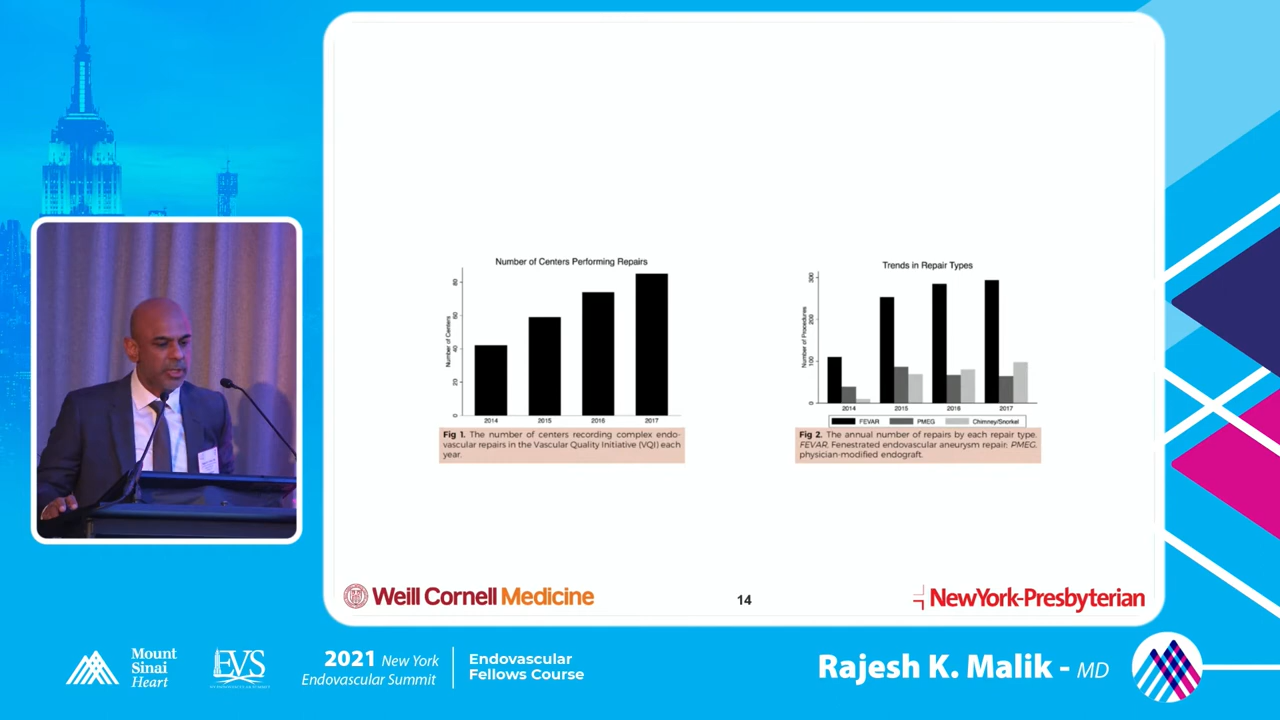 Number of Centers Performing Repairs
Number of Centers
80
60
40
20
0
2014
2015
2016
2017
Fig 1. The number of centers recording complex endo-
vascular repairs in the Vascular Quality Initiative (VQI) each
year.
Trends in Repair Types
Number of Procedures
300
200
100
0
2014
2015
2016
2017
FEVAR
PMEG
Chimney/Snorkel
Fig 2. The annual number of repairs by each repair type.
FEVAR, Fenestrated endovascular aneurysm repair; PMEG,
physician-modified endograft.
Weill Cornell Medicine
14
NewYork-Presbyterian
Mount
Sinai
Heart
EVS
2021 New York
Endovascular Summit
Endovascular
Fellows Course
Rajesh K. Malik - MD